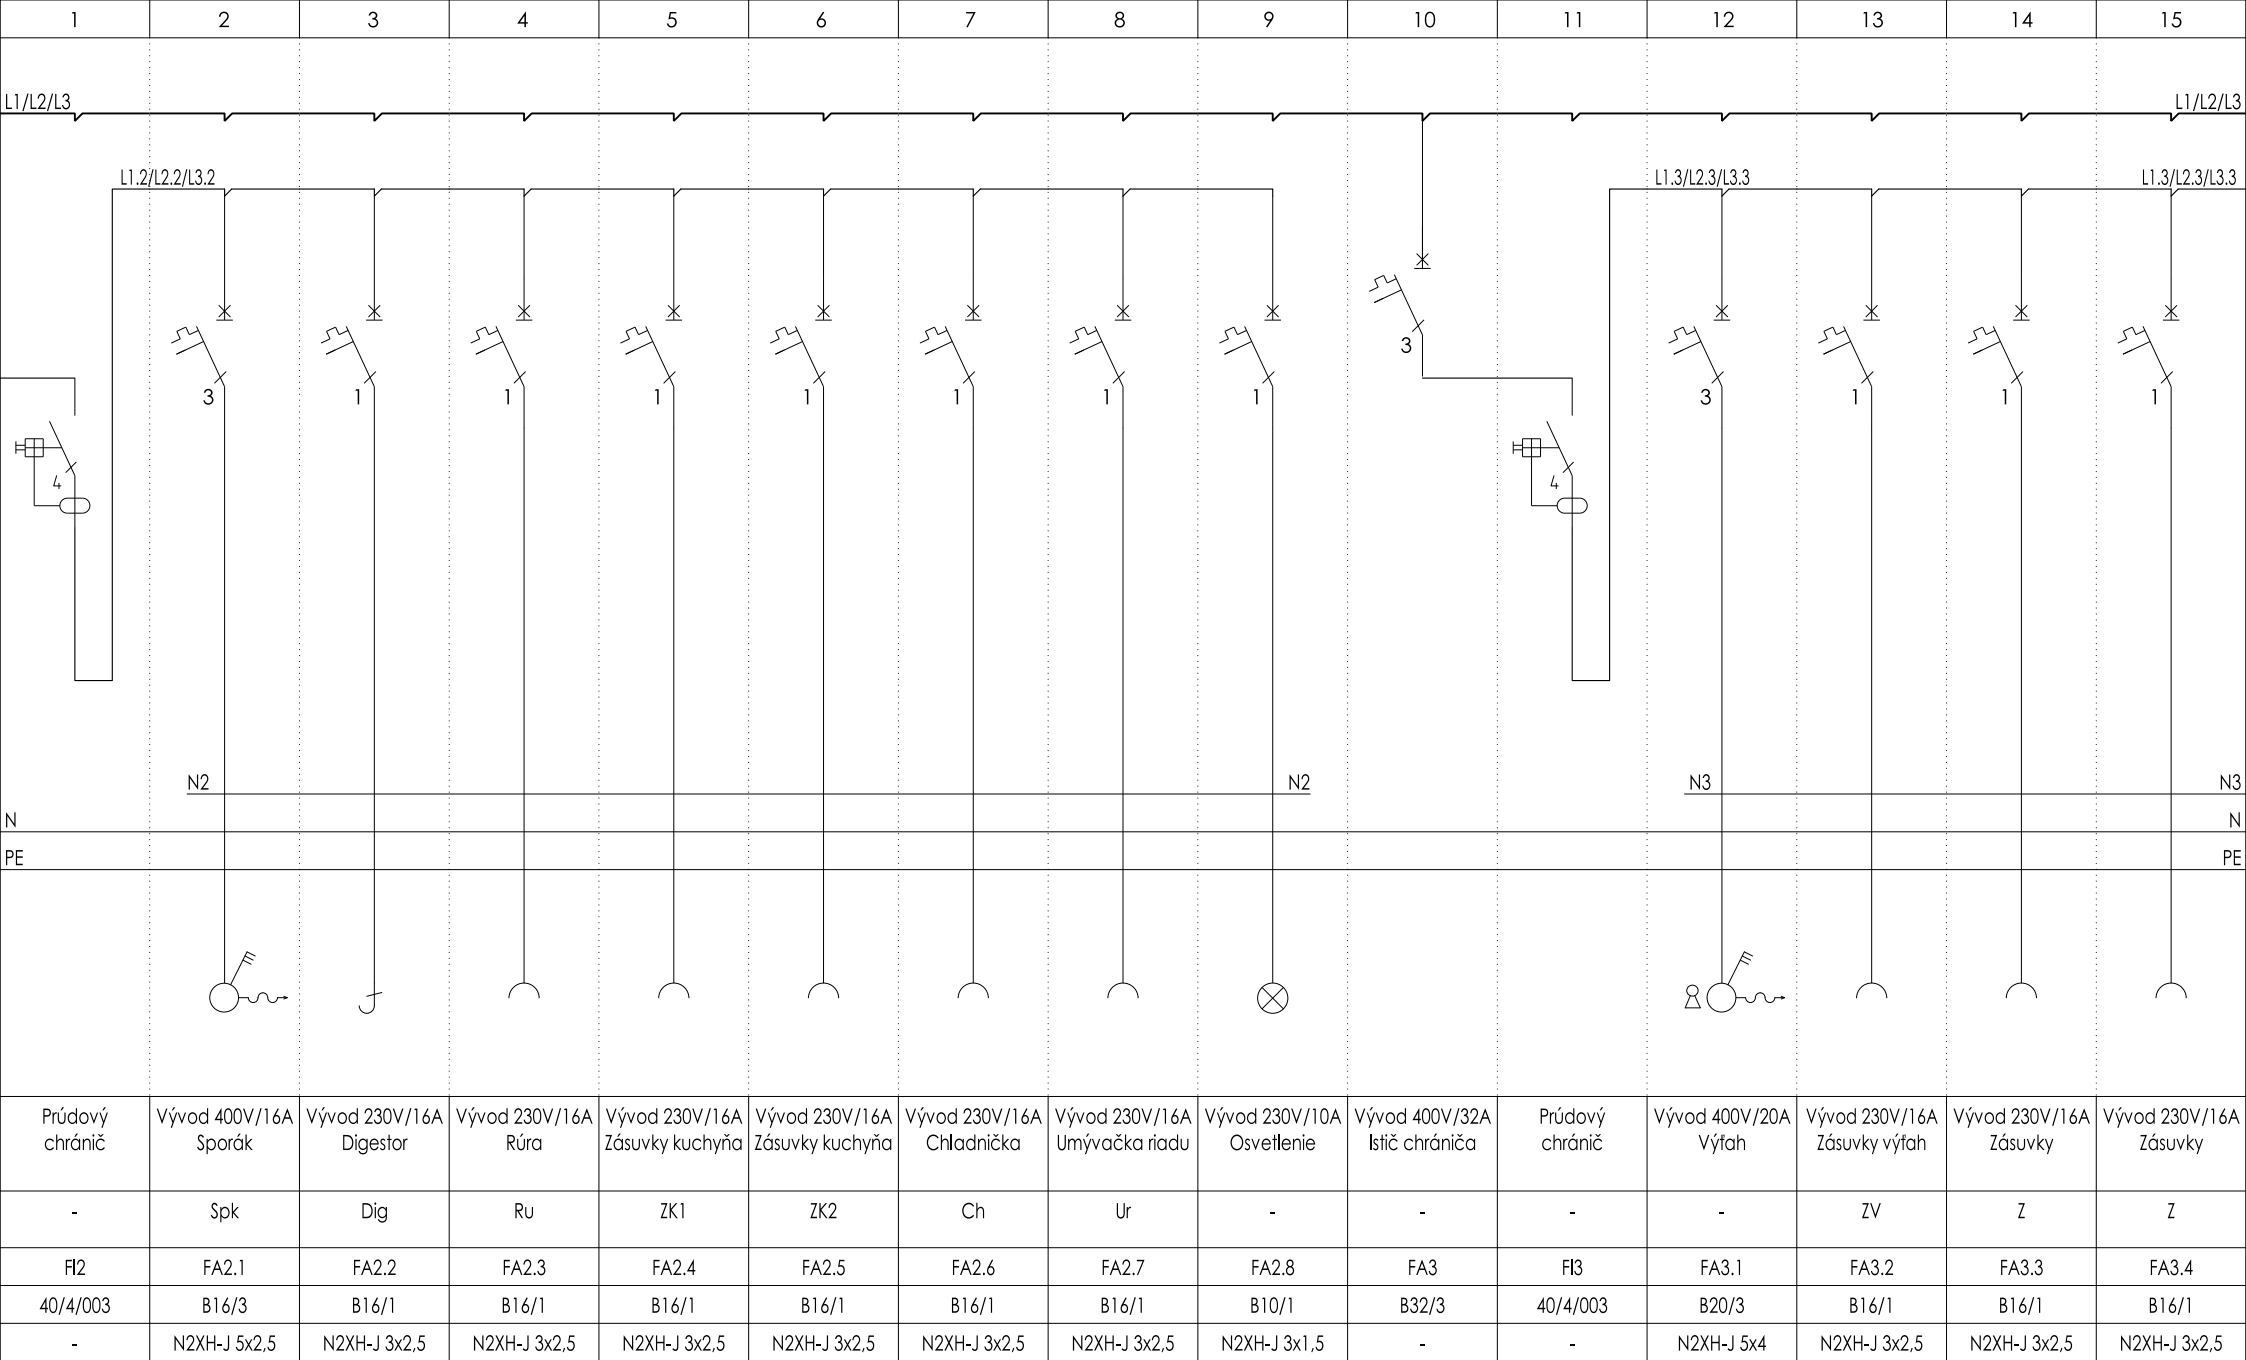 1 2 3 4 5 6 7 8 9 10 11 12 13 14 15
L1/L2/L3 L1/L2/L3
L1.2/L2.2/L3.2 L1.3/L2.3/L3.3 L1.3/L2.3/L3.3
3
3 1 1 1 1 1 1 1 3 1 1 1
4 4
N2 N2 N3 N3
N N
PE PE
Prúdový Vývod 400V/16A Vývod 230V/16A Vývod 230V/16A Vývod 230V/16A Vývod 230V/16A Vývod 230V/16A Vývod 230V/16A Vývod 230V/10A Vývod 400V/32A Prúdový Vývod 400V/20A Vývod 230V/16A Vývod 230V/16A Vývod 230V/16A
chránič Sporák Digestor Rúra Zásuvky kuchyňa Zásuvky kuchyňa Chladnička Umývačka riadu Osvetlenie Istič chrániča chránič Výťah Zásuvky výťah Zásuvky Zásuvky
- Spk Dig Ru ZK1 ZK2 Ch Ur - - - - ZV Z Z
FI2 FA2.1 FA2.2 FA2.3 FA2.4 FA2.5 FA2.6 FA2.7 FA2.8 FA3 FI3 FA3.1 FA3.2 FA3.3 FA3.4
40/4/003 B16/3 B16/1 B16/1 B16/1 B16/1 B16/1 B16/1 B10/1 B32/3 40/4/003 B20/3 B16/1 B16/1 B16/1
- N2XH-J 5x2,5 N2XH-J 3x2,5 N2XH-J 3x2,5 N2XH-J 3x2,5 N2XH-J 3x2,5 N2XH-J 3x2,5 N2XH-J 3x2,5 N2XH-J 3x1,5 - - N2XH-J 5x4 N2XH-J 3x2,5 N2XH-J 3x2,5 N2XH-J 3x2,5